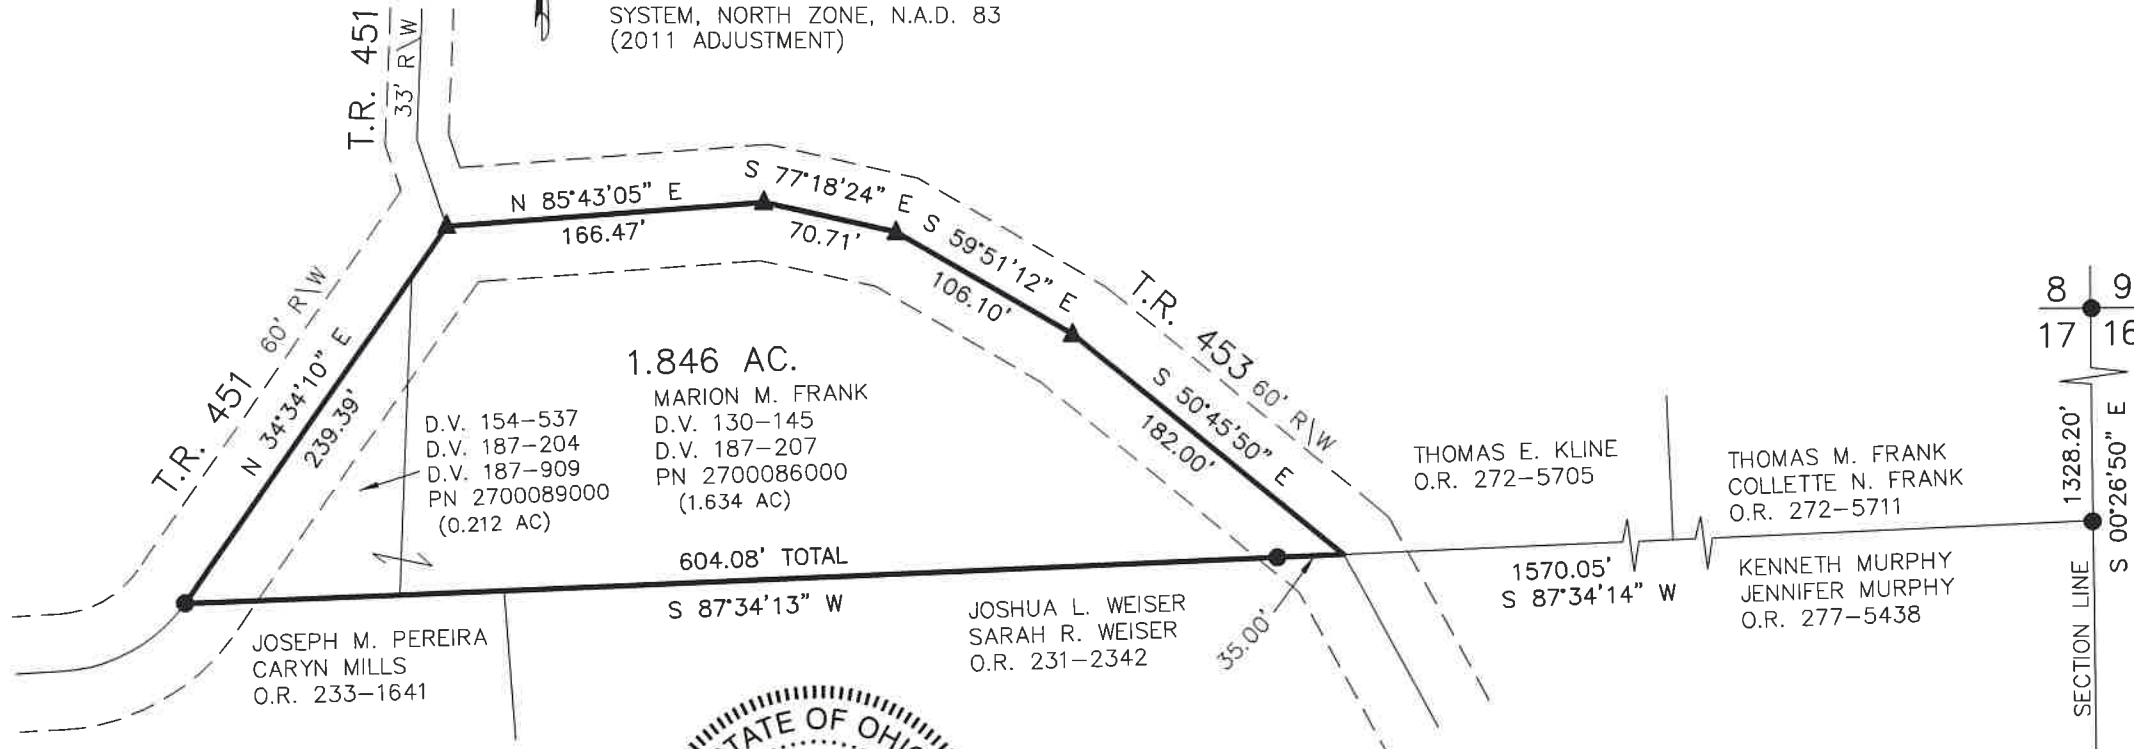 SYSTEM, NORTH ZONE, N.A.D. 83
(2011 ADJUSTMENT)
T.R. 451
33' R\W
N 85°43'05" E
166.47'
S 77°18'24" E
70.71'
S 59°51'12" E
106.10'
T.R. 453
60' R\W
S 50°45'50" E
182.00'
T.R. 451
60' R\W
N 34°34'10" E
239.39'
1.846 AC.
MARION M. FRANK
D.V. 130-145
D.V. 187-207
PN 2700086000
(1.634 AC)
D.V. 154-537
D.V. 187-204
D.V. 187-909
PN 2700089000
(0.212 AC)
604.08' TOTAL
S 87°34'13" W
THOMAS E. KLINE
O.R. 272-5705
THOMAS M. FRANK
COLLETTE N. FRANK
O.R. 272-5711
8 9
17 16
1328.20'
S 00°26'50" E
SECTION LINE
1570.05'
S 87°34'14" W
KENNETH MURPHY
JENNIFER MURPHY
O.R. 277-5438
JOSHUA L. WEISER
SARAH R. WEISER
O.R. 231-2342
35.00'
JOSEPH M. PEREIRA
CARYN MILLS
O.R. 233-1641
STATE OF OHIO